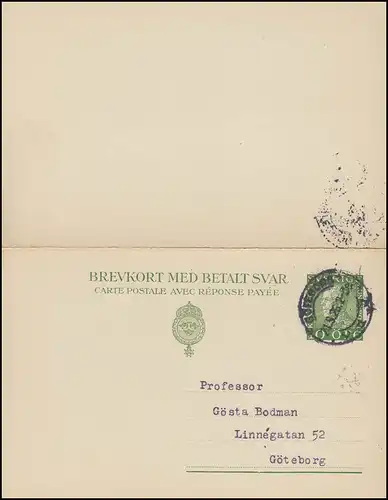 BREVKORT MED BETALT SVAR
CARTE POSTALE AVEC RÉPONSE PAYÉE
Professor
Gösta Bodman
Linnégatan 52
Göteborg